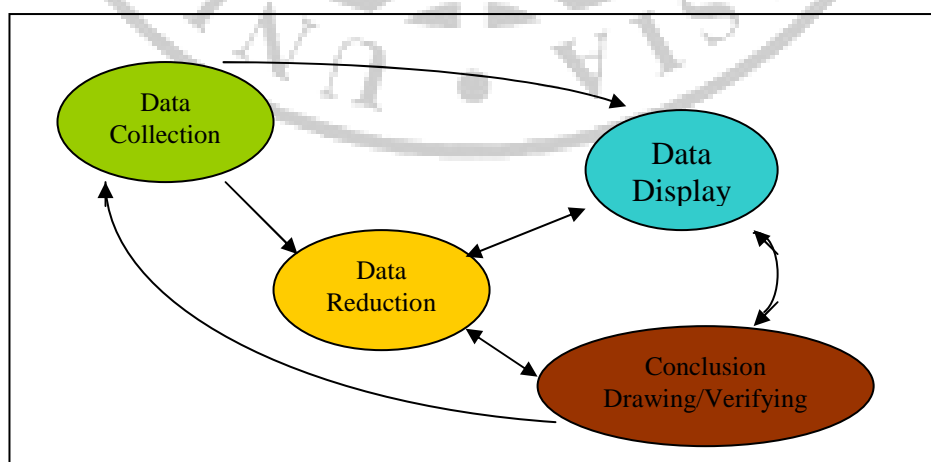 Data
Collection
Data
Display
Data
Reduction
Conclusion
Drawing/Verifying